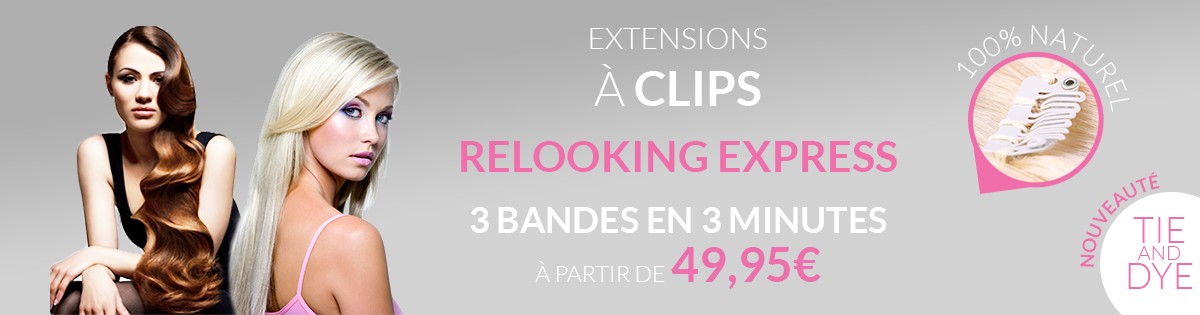 EXTENSIONS
À CLIPS
RELOOKING EXPRESS
3 BANDES EN 3 MINUTES
À PARTIR DE 49,95€
100% NATUREL
NOUVEAUTÉ
TIE
AND
DYE